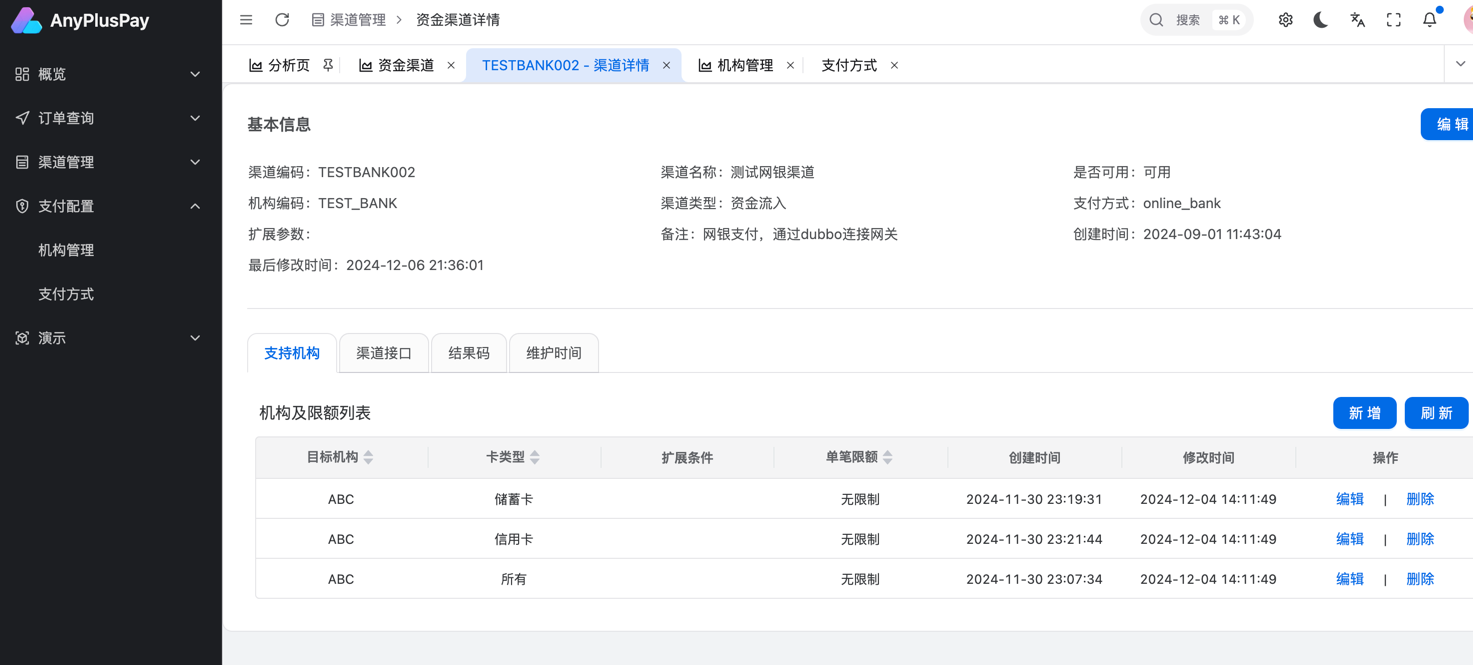 AnyPlusPay
渠道管理 > 资金渠道详情
搜索 ⌘ K
分析页 资金渠道 × TESTBANK002 - 渠道详情 × 机构管理 × 支付方式 ×
概览
订单查询
渠道管理
支付配置
机构管理
支付方式
演示
基本信息
编 辑
渠道编码：TESTBANK002 渠道名称：测试网银渠道 是否可用：可用
机构编码：TEST_BANK 渠道类型：资金流入 支付方式：online_bank
扩展参数： 备注：网银支付，通过dubbo连接网关 创建时间：2024-09-01 11:43:04
最后修改时间：2024-12-06 21:36:01
支持机构 渠道接口 结果码 维护时间
机构及限额列表 新 增 刷 新
目标机构 卡类型 扩展条件 单笔限额 创建时间 修改时间 操作
ABC 储蓄卡 无限制 2024-11-30 23:19:31 2024-12-04 14:11:49 编辑 | 删除
ABC 信用卡 无限制 2024-11-30 23:21:44 2024-12-04 14:11:49 编辑 | 删除
ABC 所有 无限制 2024-11-30 23:07:34 2024-12-04 14:11:49 编辑 | 删除